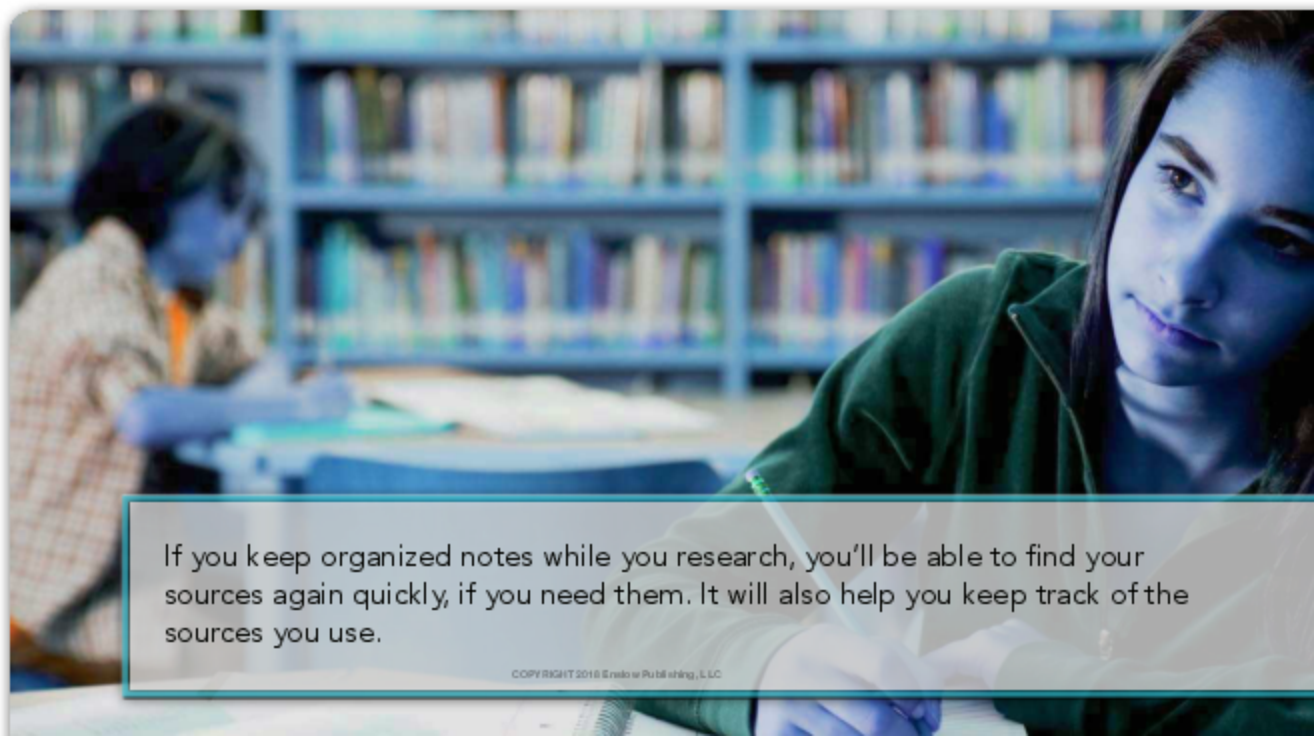 If you keep organized notes while you research, you'll be able to find your
sources again quickly, if you need them. It will also help you keep track of the
sources you use.
COPYRIGHT 2018 Enslow Publishing, LLC